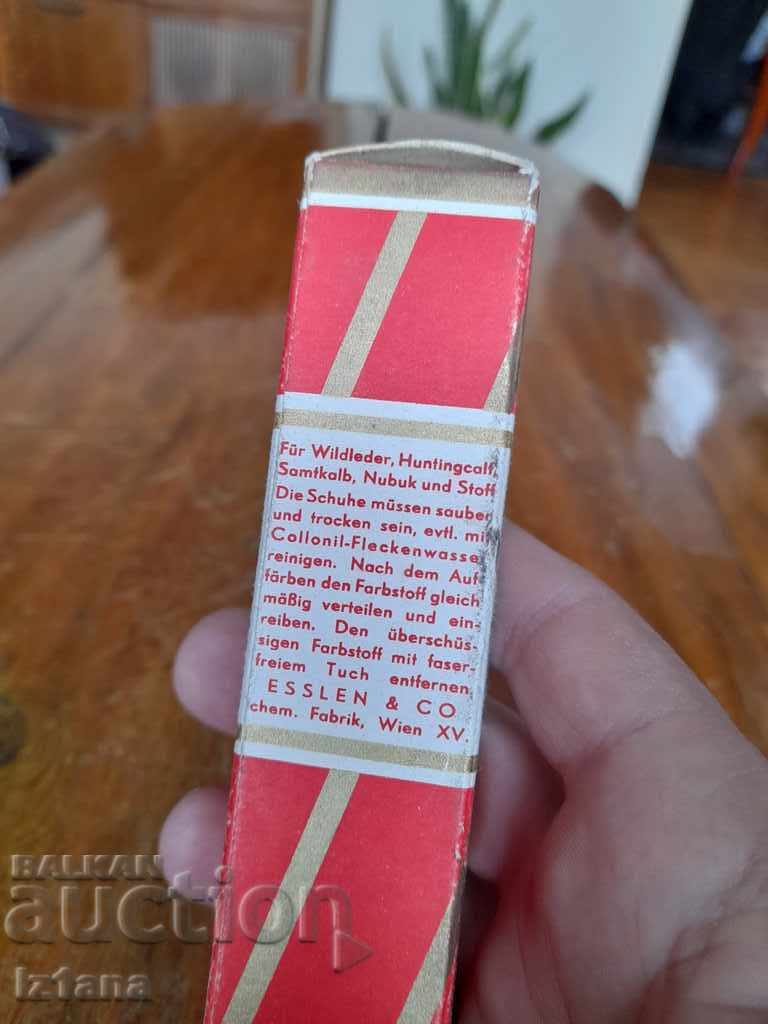 Für Wildleder, Huntingcalf,
Samtkalb, Nubuk und Stoff
Die Schuhe müssen sauber
und trocken sein, evtl. mit
Collonil-Fleckenwasser
reinigen. Nach dem Auf-
färben den Farbstoff gleich
mäßig verteilen und ein-
reiben. Den überschüs-
sigen Farbstoff mit faser-
freiem Tuch entfernen.
ESSLEN & CO
chem. Fabrik, Wien XV.
BALKAN
auction
Iz1ana